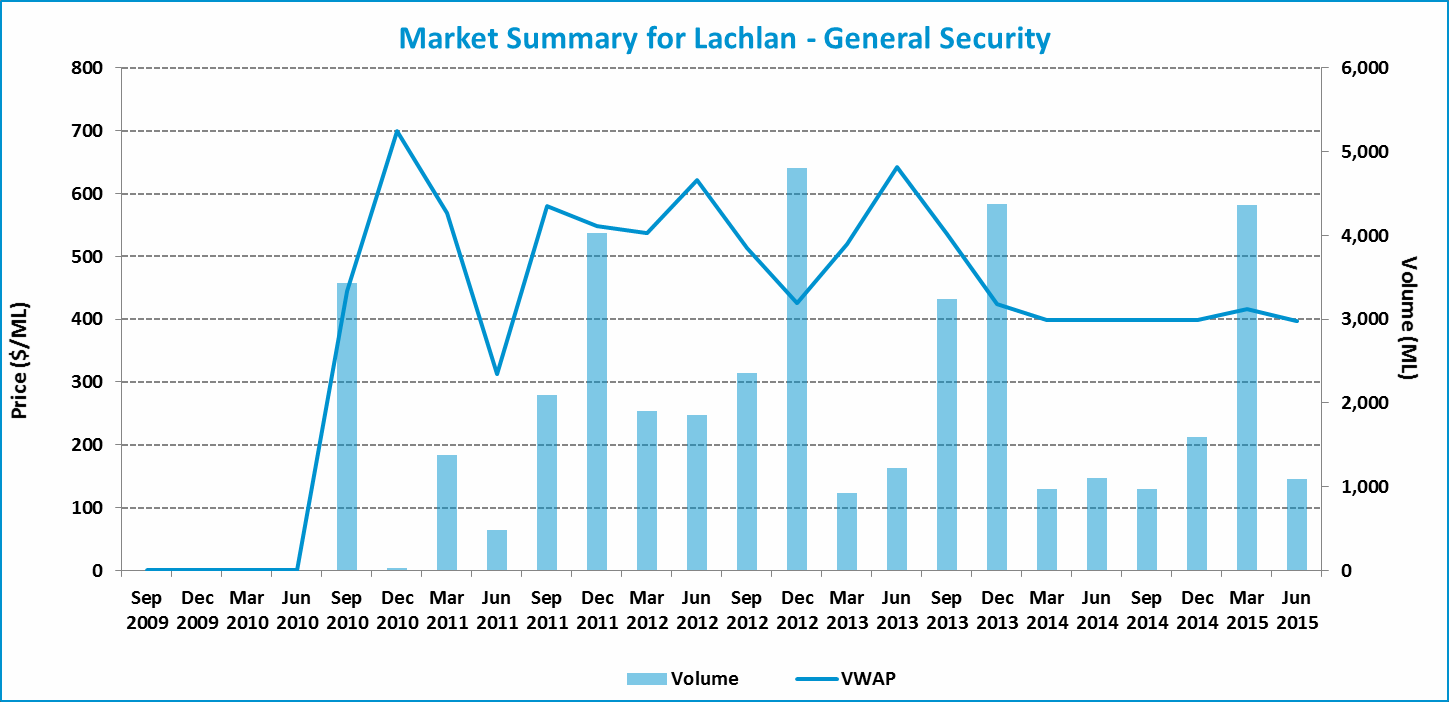 Market Summary for Lachlan - General Security
800
700
600
500
400
300
200
100
0
Price ($/ML)
6,000
5,000
4,000
3,000
2,000
1,000
0
Volume (ML)
Sep Dec Mar Jun Sep Dec Mar Jun Sep Dec Mar Jun Sep Dec Mar Jun Sep Dec Mar Jun Sep Dec Mar Jun
2009 2009 2010 2010 2010 2010 2011 2011 2011 2011 2012 2012 2012 2012 2013 2013 2013 2013 2014 2014 2014 2014 2015 2015
Volume VWAP